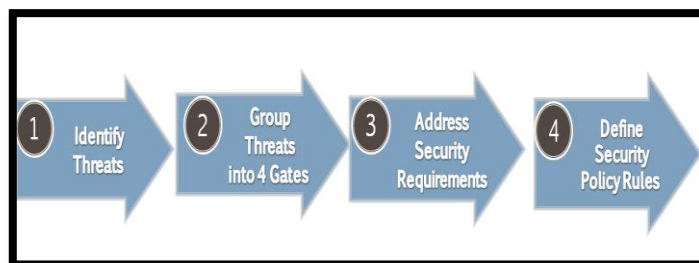 1
Identify
Threats
2
Group
Threats
into 4 Gates
3
Address
Security
Requirements
4
Define
Security
Policy Rules